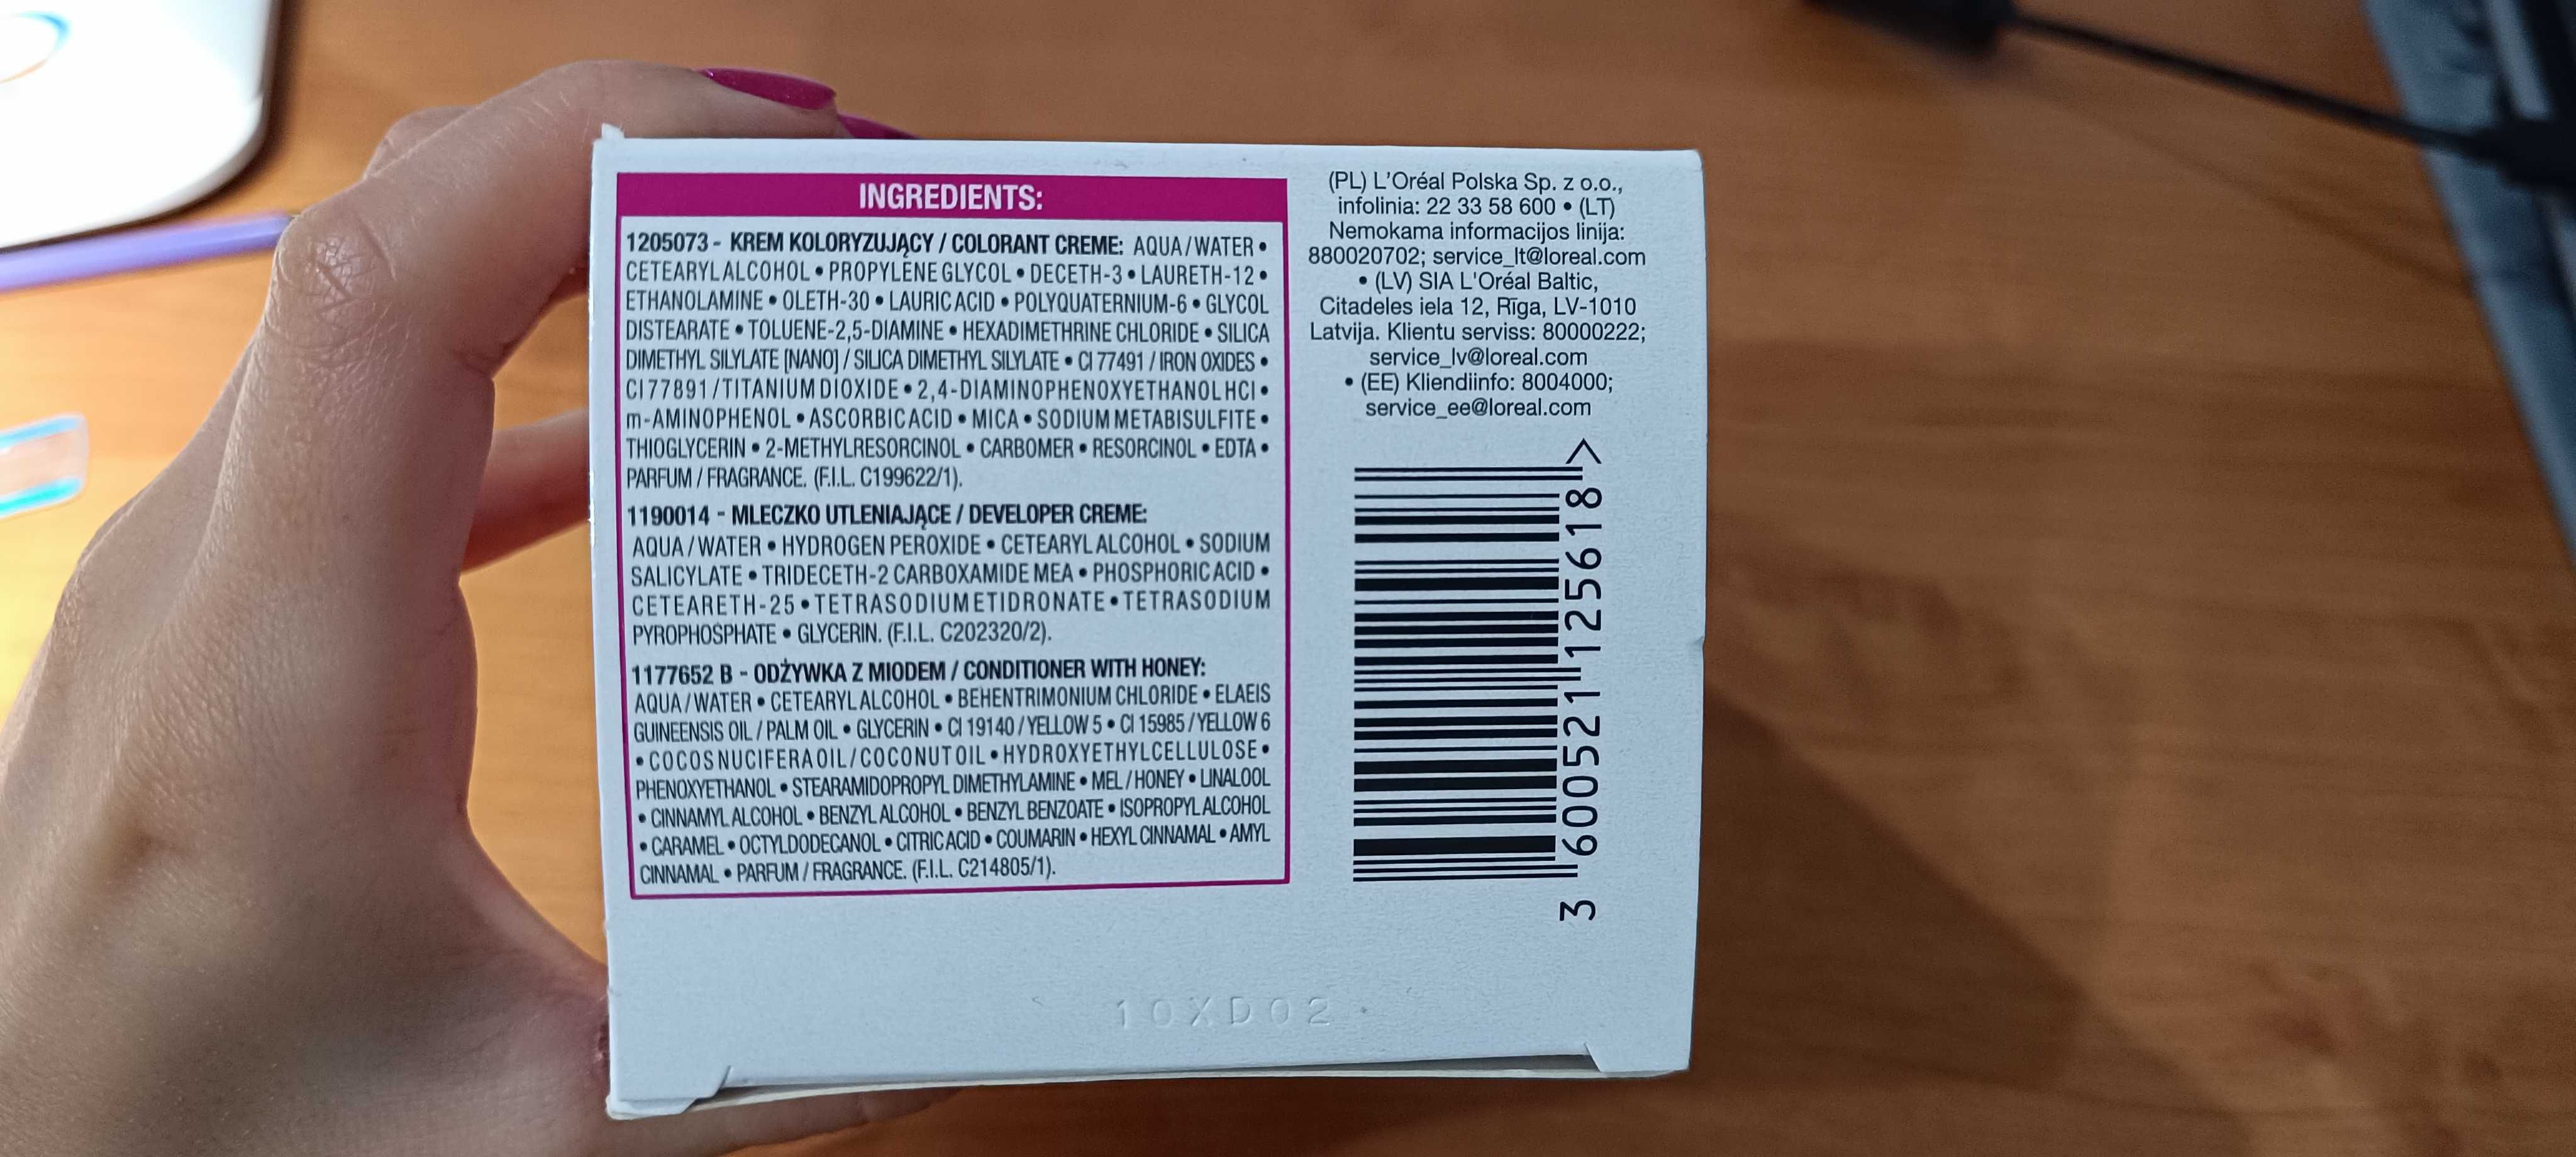 INGREDIENTS:
1205073 - KREM KOLORYZUJĄCY / COLORANT CREME: AQUA / WATER •
CETEARYL ALCOHOL • PROPYLENE GLYCOL • DECETH-3 • LAURETH-12 •
ETHANOLAMINE • OLETH-30 • LAURIC ACID • POLYQUATERNIUM-6 • GLYCOL
DISTEARATE • TOLUENE-2,5-DIAMINE • HEXADIMETHRINE CHLORIDE • SILICA
DIMETHYL SILYLATE [NANO] / SILICA DIMETHYL SILYLATE • CI 77491 / IRON OXIDES •
CI 77891 / TITANIUM DIOXIDE • 2,4-DIAMINOPHENOXYETHANOL HCI •
m-AMINOPHENOL • ASCORBIC ACID • MICA • SODIUM METABISULFITE •
THIOGLYCERIN • 2-METHYLRESORCINOL • CARBOMER • RESORCINOL • EDTA •
PARFUM / FRAGRANCE. (F.I.L. C199622/1).
1190014 - MLECZKO UTLENIAJĄCE / DEVELOPER CREME:
AQUA / WATER • HYDROGEN PEROXIDE • CETEARYL ALCOHOL • SODIUM
SALICYLATE • TRIDECETH-2 CARBOXAMIDE MEA • PHOSPHORIC ACID •
CETEARETH-25 • TETRASODIUM ETIDRONATE • TETRASODIUM
PYROPHOSPHATE • GLYCERIN. (F.I.L. C202320/2).
1177652 B - ODŻYWKA Z MIODEM / CONDITIONER WITH HONEY:
AQUA / WATER • CETEARYL ALCOHOL • BEHENTRIMONIUM CHLORIDE • ELAEIS
GUINEENSIS OIL / PALM OIL • GLYCERIN • CI 19140 / YELLOW 5 • CI 15985 / YELLOW 6
• COCOS NUCIFERA OIL / COCONUT OIL • HYDROXYETHYLCELLULOSE •
PHENOXYETHANOL • STEARAMIDOPROPYL DIMETHYLAMINE • MEL / HONEY • LINALOOL
• CINNAMYL ALCOHOL • BENZYL ALCOHOL • BENZYL BENZOATE • ISOPROPYL ALCOHOL
• CARAMEL • OCTYLDODECANOL • CITRIC ACID • COUMARIN • HEXYL CINNAMAL • AMYL
CINNAMAL • PARFUM / FRAGRANCE. (F.I.L. C214805/1).
(PL) L'Oréal Polska Sp. z o.o.,
infolinia: 22 33 58 600 • (LT)
Nemokama informacijos linija:
880020702; service_lt@loreal.com
• (LV) SIA L'Oréal Baltic,
Citadeles iela 12, Rīga, LV-1010
Latvija. Klientu serviss: 80000222;
service_lv@loreal.com
• (EE) Kliendiinfo: 8004000;
service_ee@loreal.com
3 600521 125618 >
10XD02